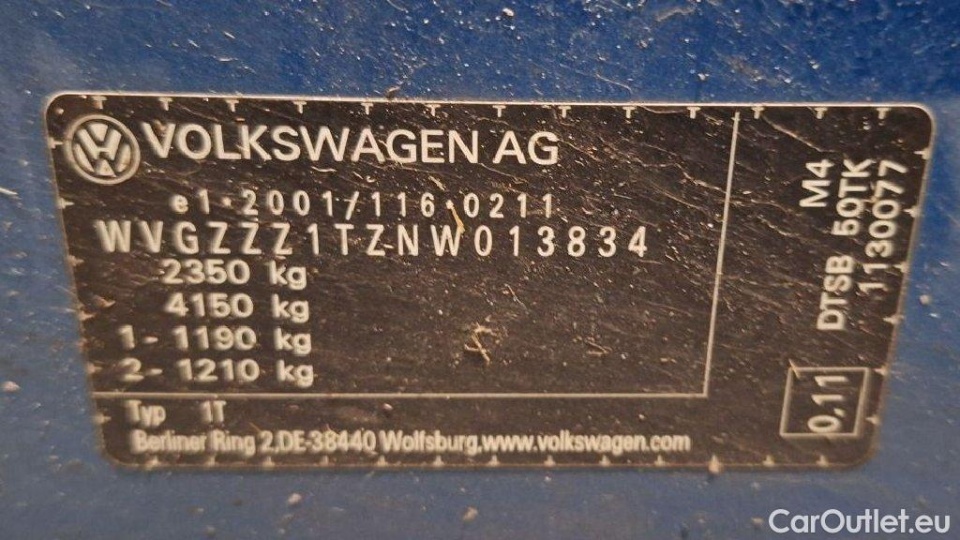 VOLKSWAGEN AG
e1*2001/116*0211
WVGZZZ1TZNW013834
2350 kg
4150 kg
1- 1190 kg
2- 1210 kg
Typ 1T
Berliner Ring 2,DE-38440 Wolfsburg,www.volkswagen.com
M4
DTSB 50TK
1130077
0,11
CarOutlet.eu